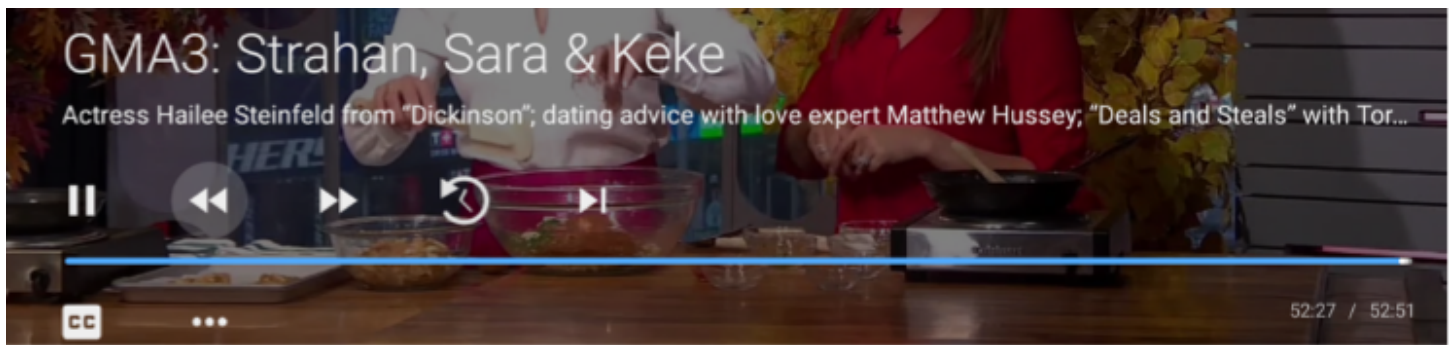 GMA3: Strahan, Sara & Keke
Actress Hailee Steinfeld from “Dickinson”; dating advice with love expert Matthew Hussey; “Deals and Steals” with Tor...
HER
CC
52:27 / 52:51